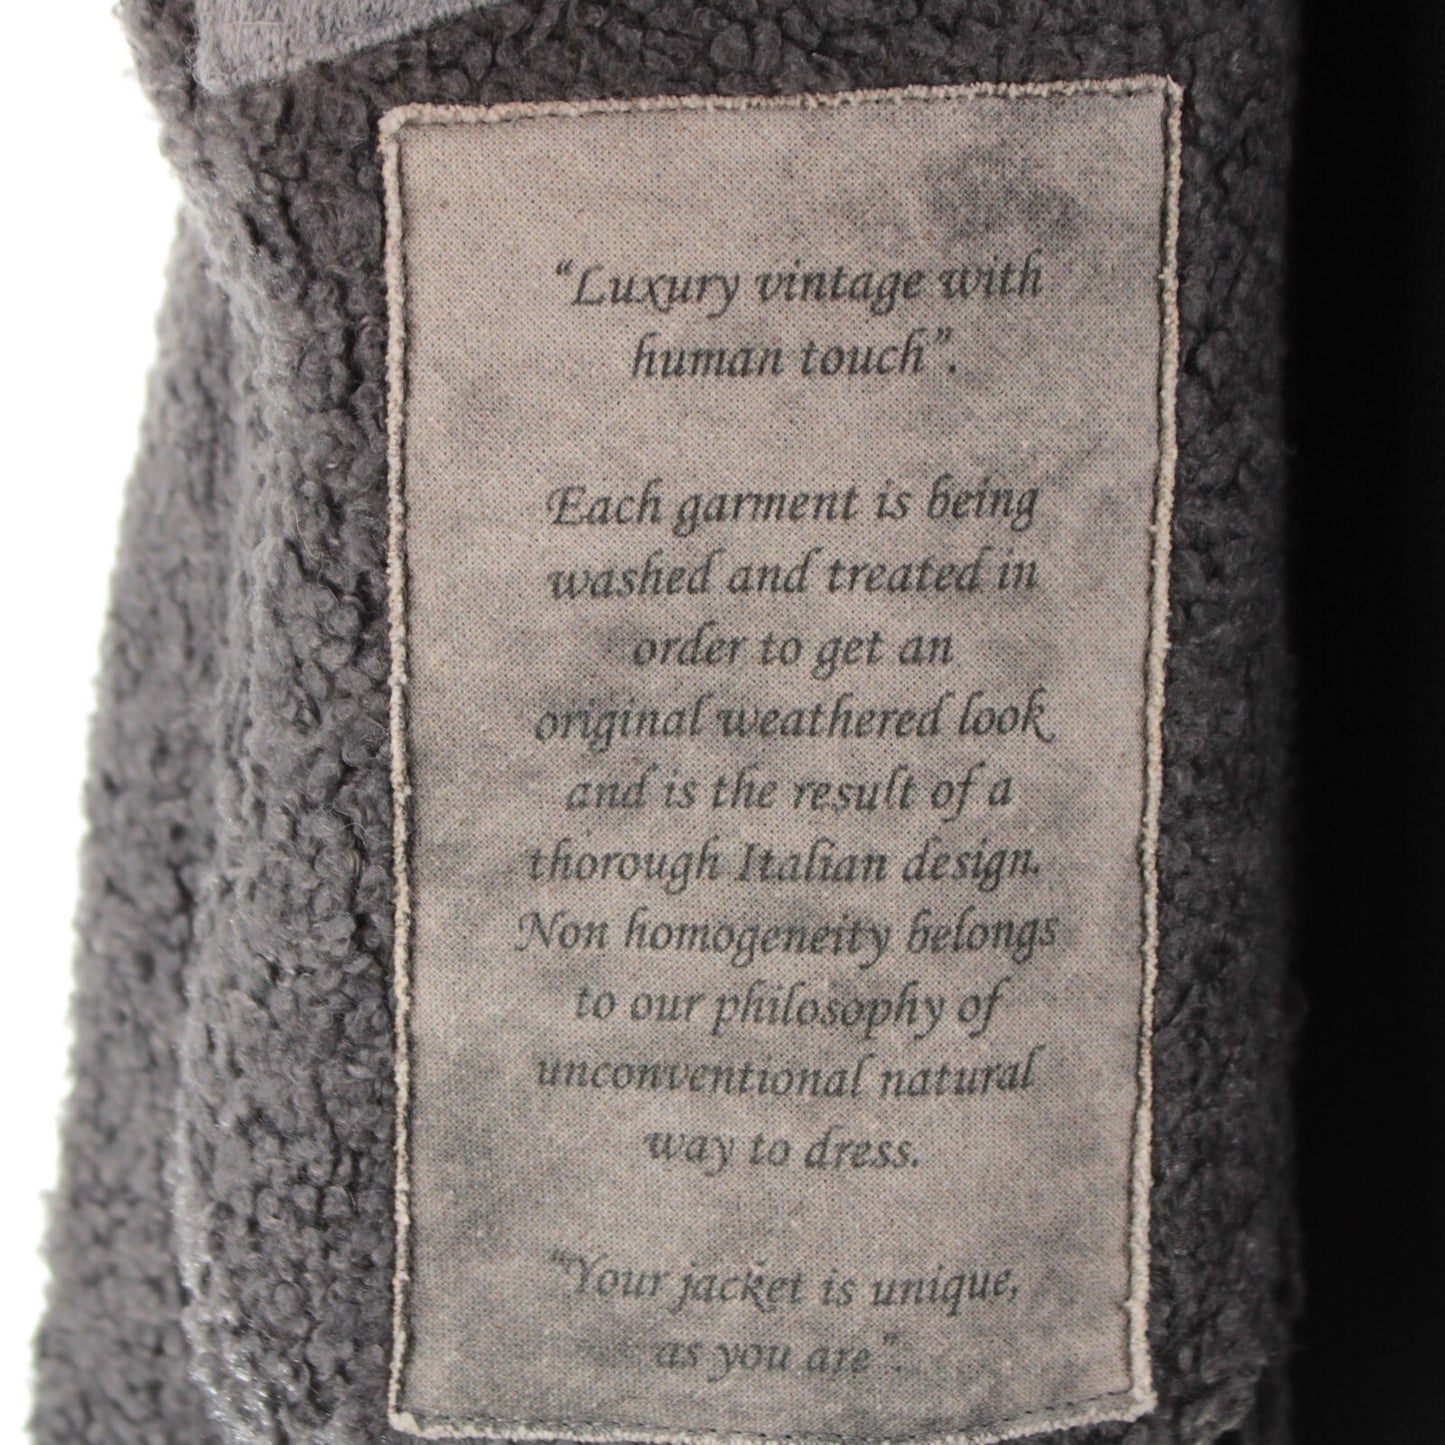 “Luxury vintage with
human touch”.
Each garment is being
washed and treated in
order to get an
original weathered look
and is the result of a
thorough Italian design.
Non homogeneity belongs
to our philosophy of
unconventional natural
way to dress.
“Your jacket is unique,
as you are”.